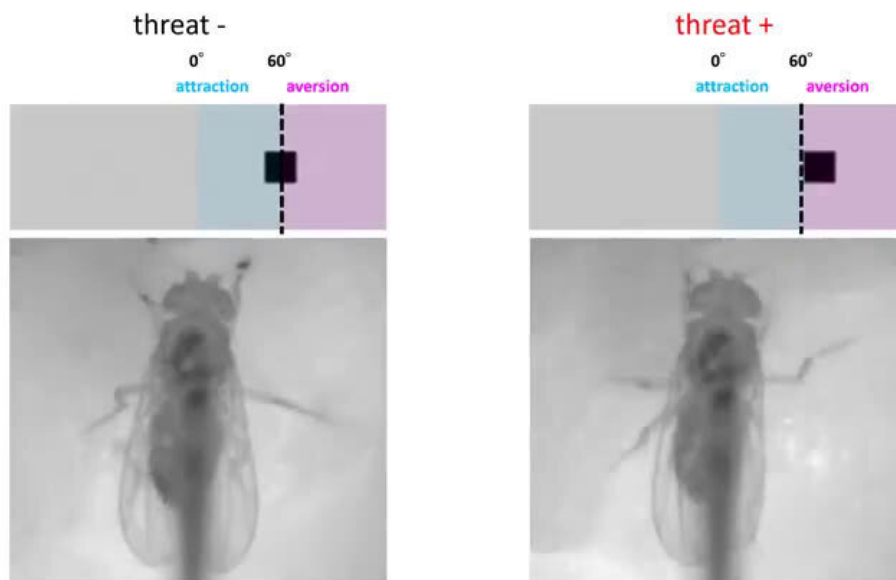 threat -
0° 60°
attraction aversion
threat +
0° 60°
attraction aversion